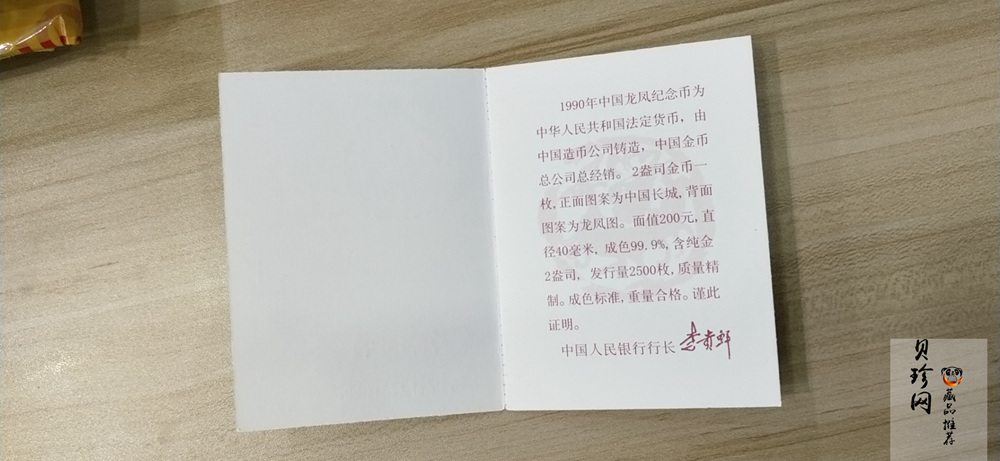 1990年中国龙凤纪念币为
中华人民共和国法定货币，由
中国造币公司铸造，中国金币
总公司总经销。2盎司金币一
枚,正面图案为中国长城,背面
图案为龙凤图。面值200元,直
径40毫米,成色99.9%,含纯金
2盎司,发行量2500枚,质量精
制。成色标准,重量合格。谨此
证明。
中国人民银行行长 李贵鲜
贝珍网
藏品推荐